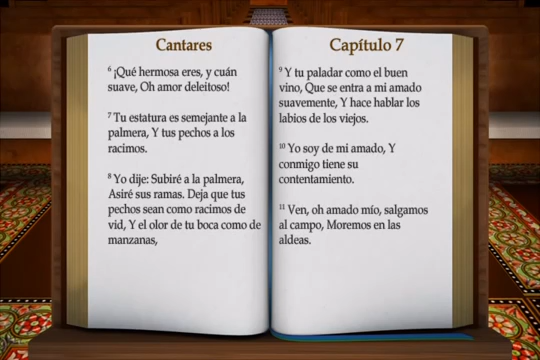 Cantares
⁶ ¡Qué hermosa eres, y cuán
suave, Oh amor deleitoso!
⁷ Tu estatura es semejante a la
palmera, Y tus pechos a los
racimos.
⁸ Yo dije: Subiré a la palmera,
Asiré sus ramas. Deja que tus
pechos sean como racimos de
vid, Y el olor de tu boca como de
manzanas,
Capítulo 7
⁹ Y tu paladar como el buen
vino, Que se entra a mi amado
suavemente, Y hace hablar los
labios de los viejos.
¹⁰ Yo soy de mi amado, Y
conmigo tiene su
contentamiento.
¹¹ Ven, oh amado mío, salgamos
al campo, Moremos en las
aldeas.